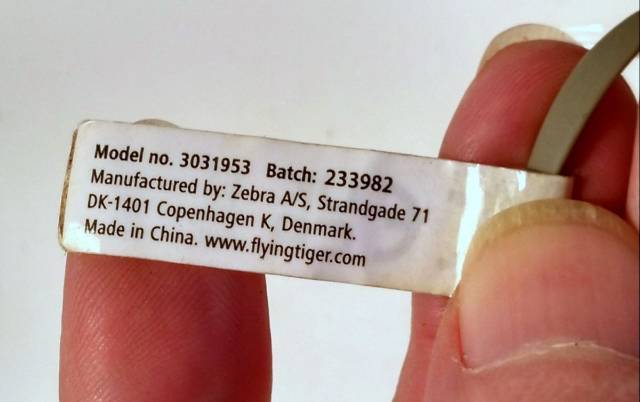 Model no. 3031953 Batch: 233982
Manufactured by: Zebra A/S, Strandgade 71
DK-1401 Copenhagen K, Denmark.
Made in China. www.flyingtiger.com